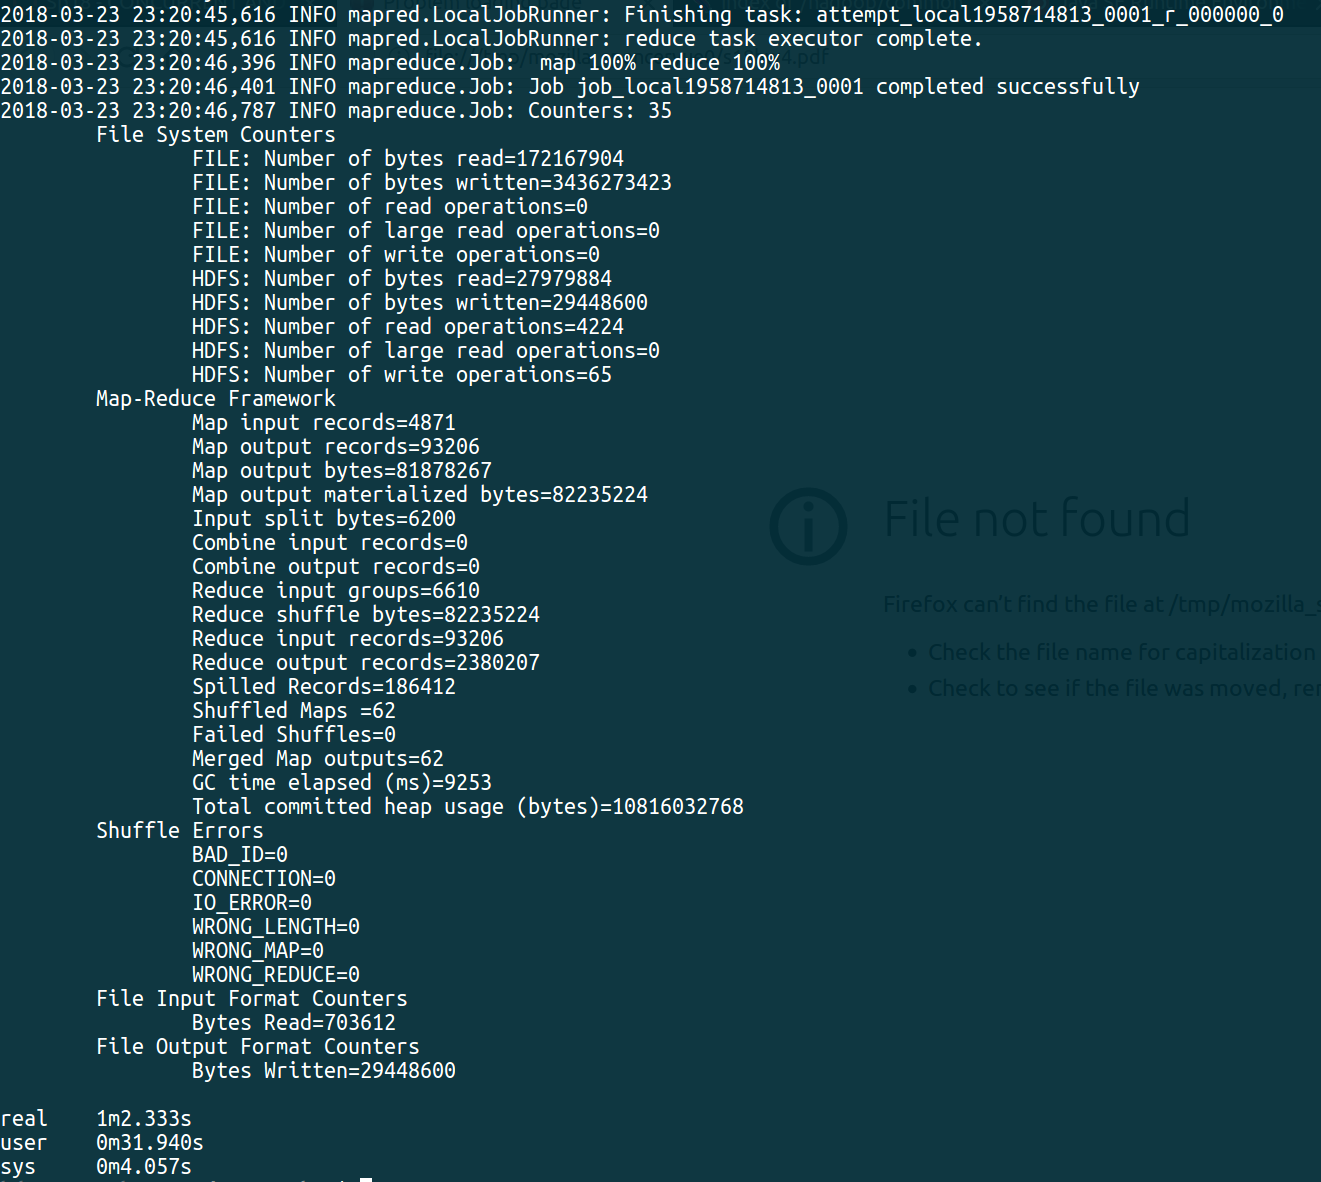 2018-03-23 23:20:45,616 INFO mapred.LocalJobRunner: Finishing task: attempt_local1958714813_0001_r_000000_0
2018-03-23 23:20:45,616 INFO mapred.LocalJobRunner: reduce task executor complete.
2018-03-23 23:20:46,396 INFO mapreduce.Job:  map 100% reduce 100%
2018-03-23 23:20:46,401 INFO mapreduce.Job: Job job_local1958714813_0001 completed successfully
2018-03-23 23:20:46,787 INFO mapreduce.Job: Counters: 35
File System Counters
FILE: Number of bytes read=172167904
FILE: Number of bytes written=3436273423
FILE: Number of read operations=0
FILE: Number of large read operations=0
FILE: Number of write operations=0
HDFS: Number of bytes read=27979884
HDFS: Number of bytes written=29448600
HDFS: Number of read operations=4224
HDFS: Number of large read operations=0
HDFS: Number of write operations=65
Map-Reduce Framework
Map input records=4871
Map output records=93206
Map output bytes=81878267
Map output materialized bytes=82235224
Input split bytes=6200
Combine input records=0
Combine output records=0
Reduce input groups=6610
Reduce shuffle bytes=82235224
Reduce input records=93206
Reduce output records=2380207
Spilled Records=186412
Shuffled Maps =62
Failed Shuffles=0
Merged Map outputs=62
GC time elapsed (ms)=9253
Total committed heap usage (bytes)=10816032768
Shuffle Errors
BAD_ID=0
CONNECTION=0
IO_ERROR=0
WRONG_LENGTH=0
WRONG_MAP=0
WRONG_REDUCE=0
File Input Format Counters
Bytes Read=703612
File Output Format Counters
Bytes Written=29448600
real 1m2.333s
user 0m31.940s
sys 0m4.057s
File not found
Firefox can't find the file at /tmp/mozilla_
Check the file name for capitalization
Check to see if the file was moved,